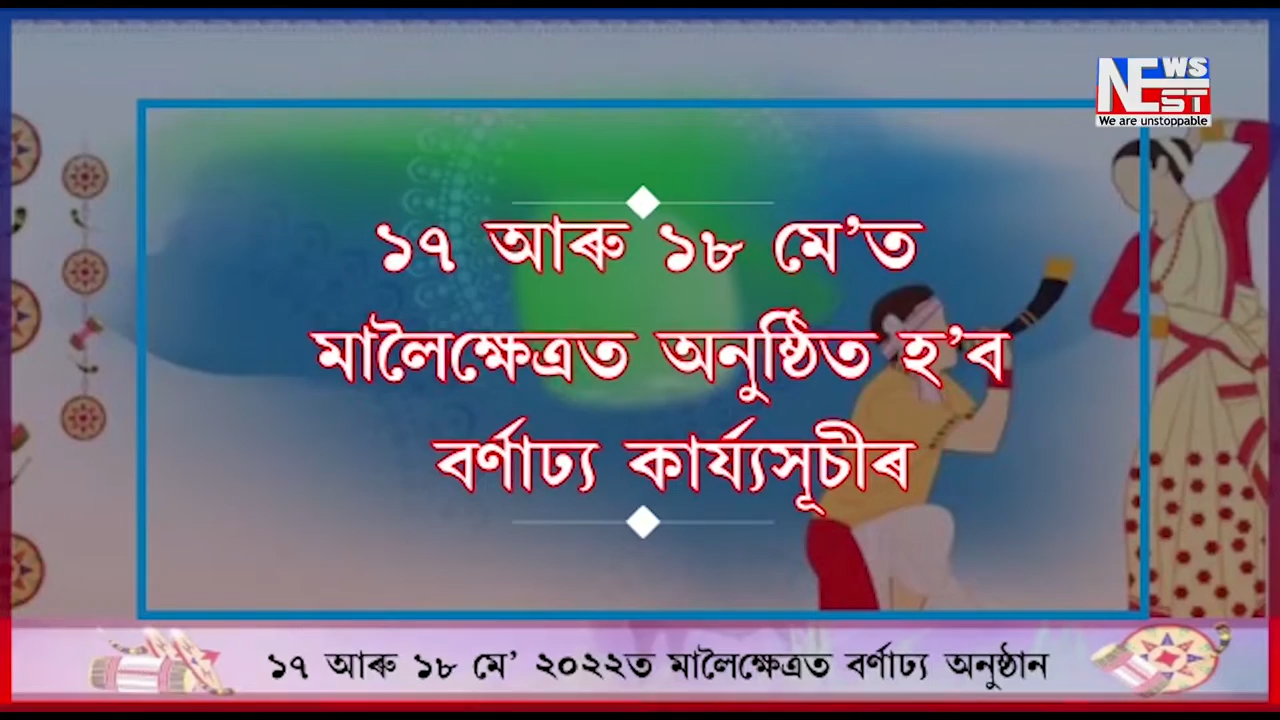 NEWS
EST
We are unstoppable
১৭ আৰু ১৮ মে’ত
মালৈক্ষেত্ৰত অনুষ্ঠিত হ’ব
বৰ্ণাঢ্য কাৰ্য্যসূচীৰ
১৭ আৰু ১৮ মে’ ২০২২ত মালৈক্ষেত্ৰত বৰ্ণাঢ্য অনুষ্ঠান